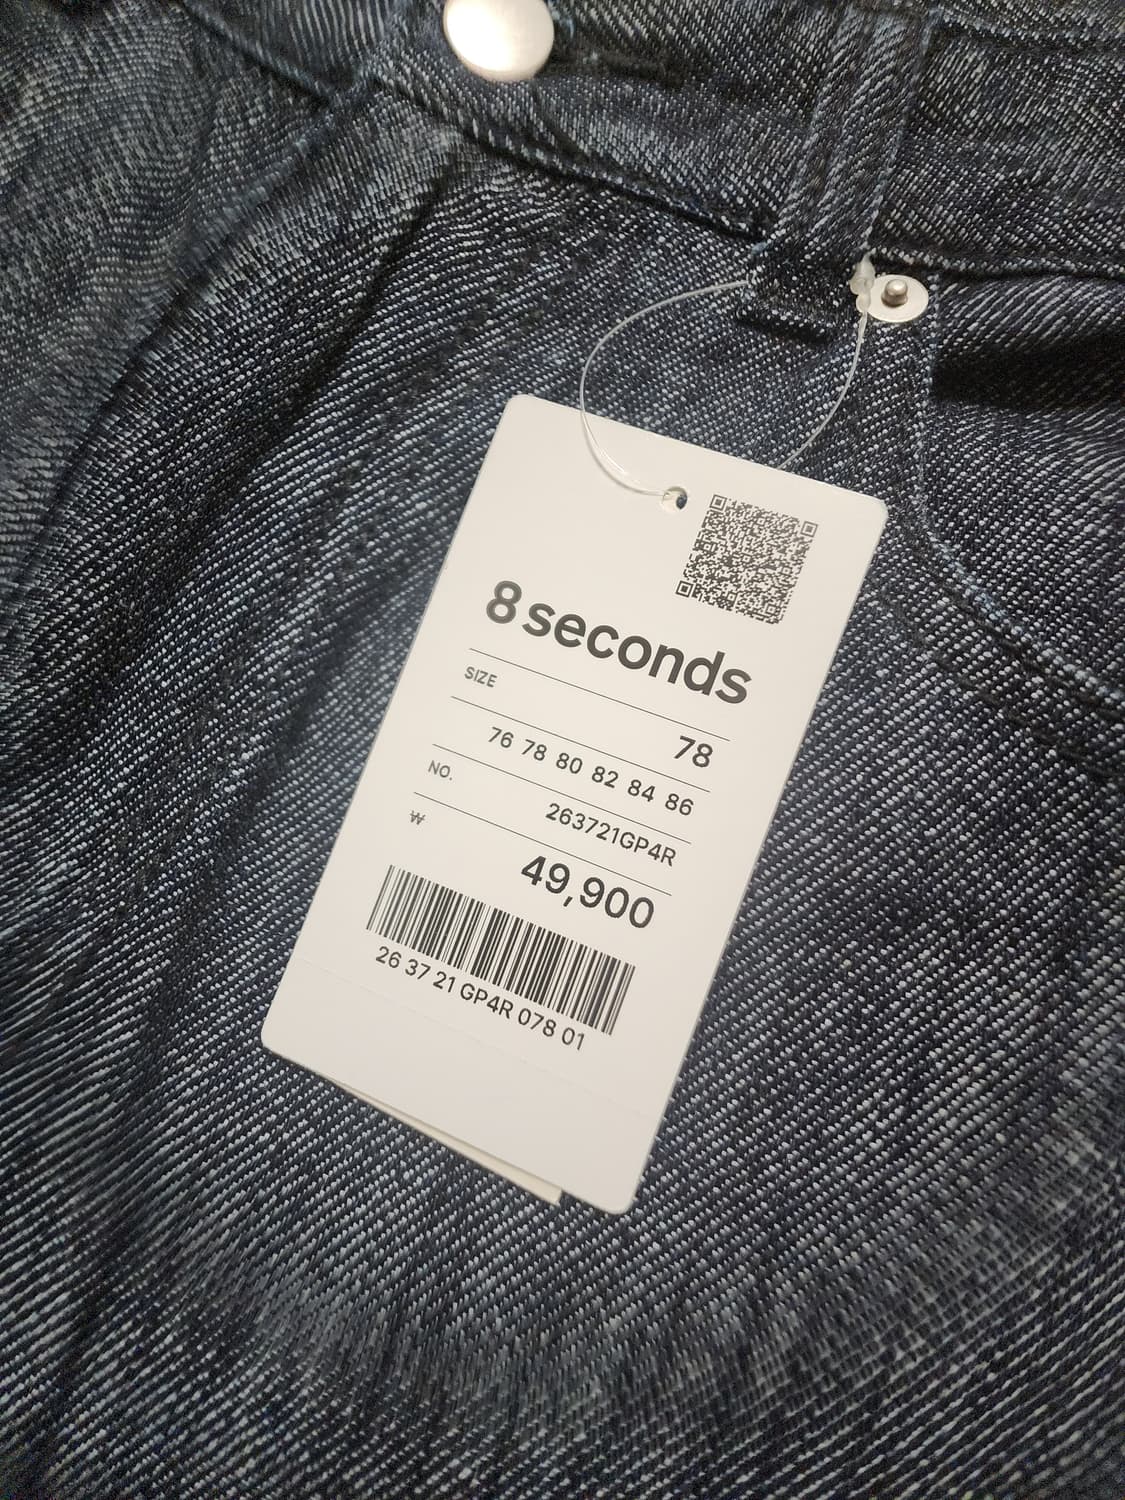 8 seconds
SIZE
78
76 78 80 82 84 86
NO.
263721GP4R
₩
49,900
26 37 21 GP4R 078 01